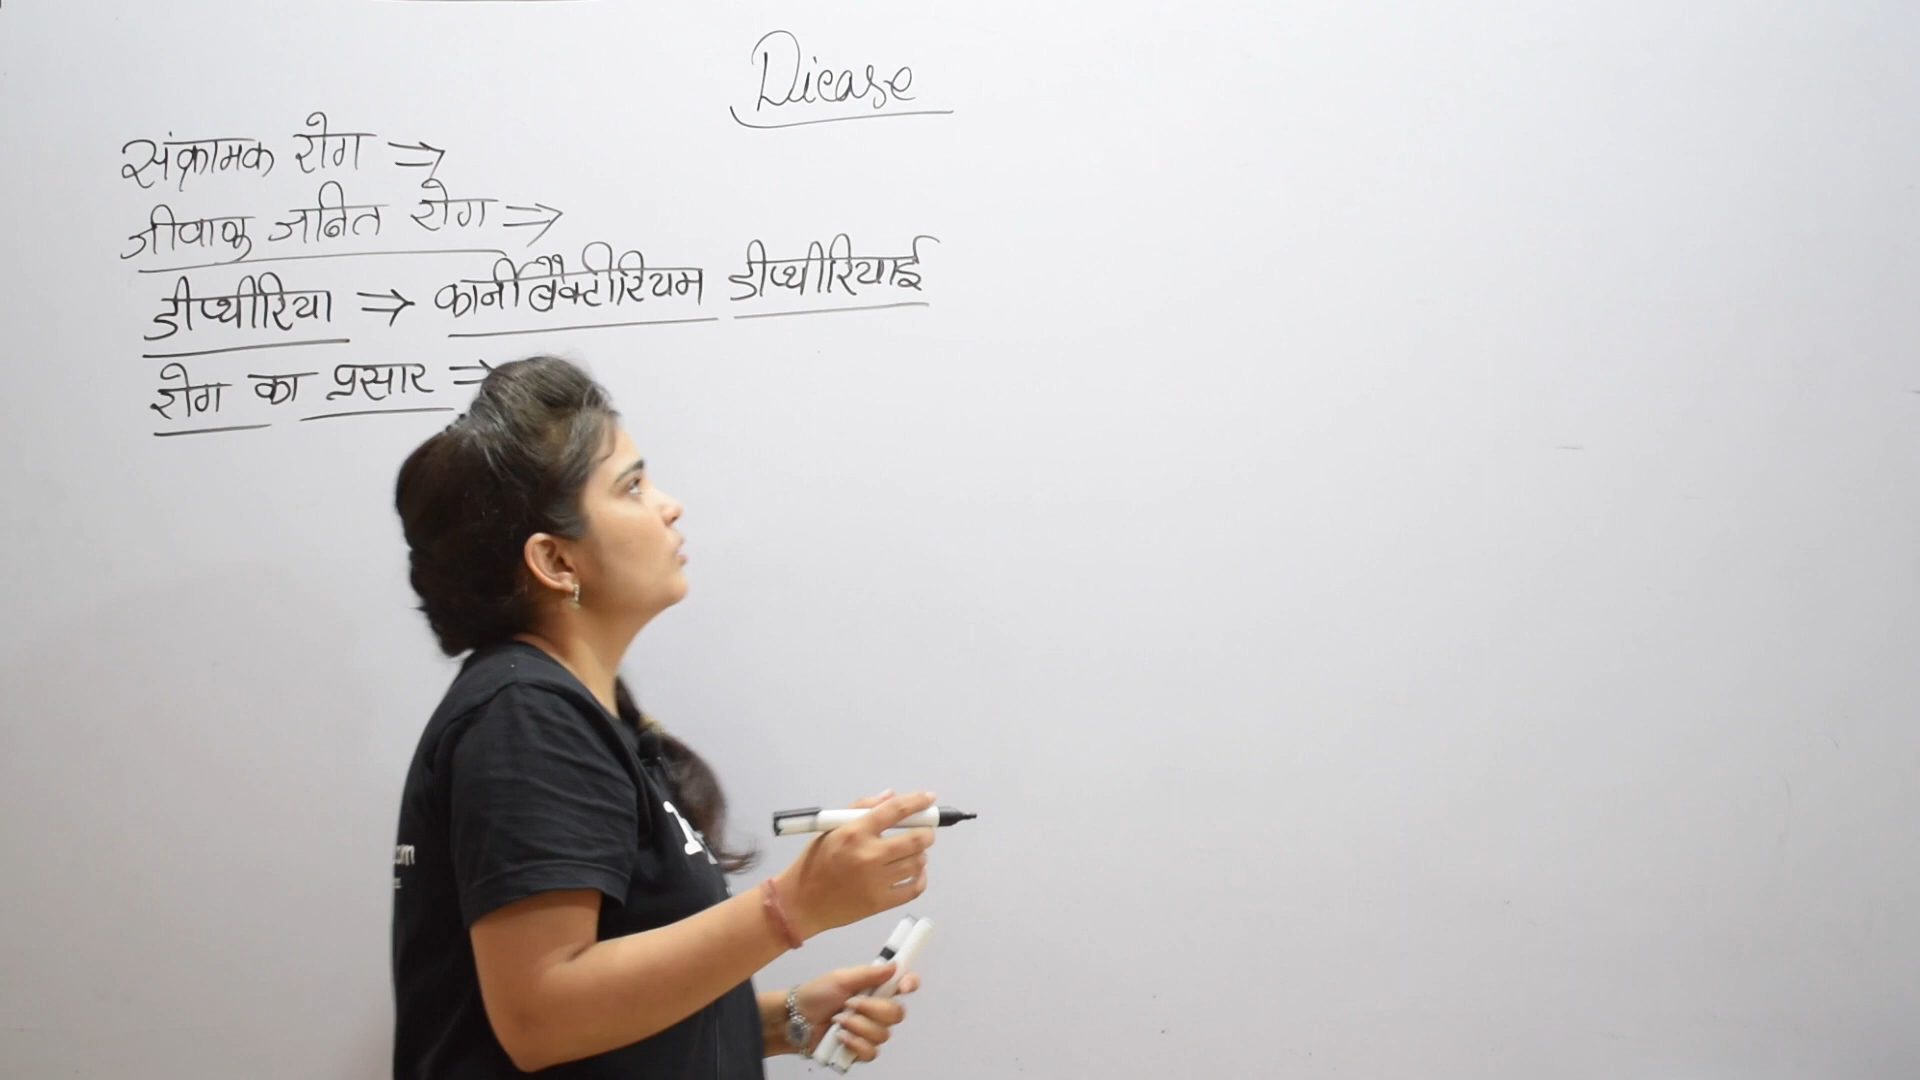 Dicase
संक्रामक रोग ⇒
जीवाणु जनित रोग ⇒
डीप्थीरिया ⇒ कार्नीबैक्टीरियम डीप्थीरियाई
रोग का प्रसार ⇒